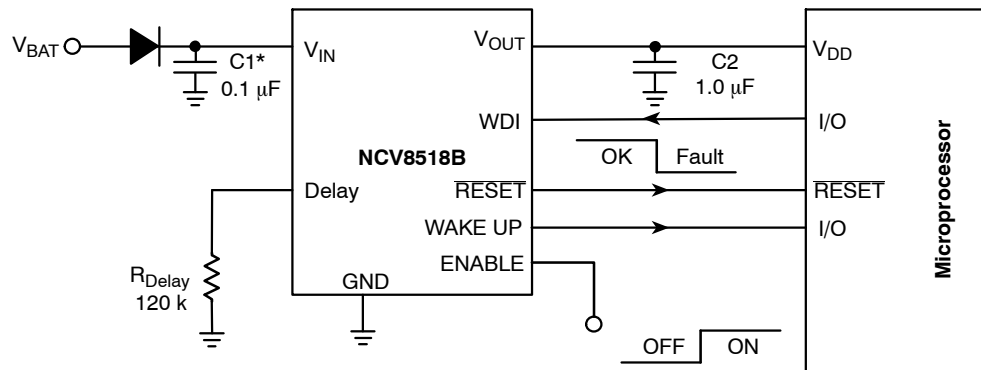 V_BAT
C1*
0.1 μF
V_IN
V_OUT
C2
1.0 μF
V_DD
WDI
I/O
NCV8518B
OK
Fault
Delay
RESET
RESET
WAKE UP
I/O
ENABLE
R_Delay
120 k
GND
OFF
ON
Microprocessor